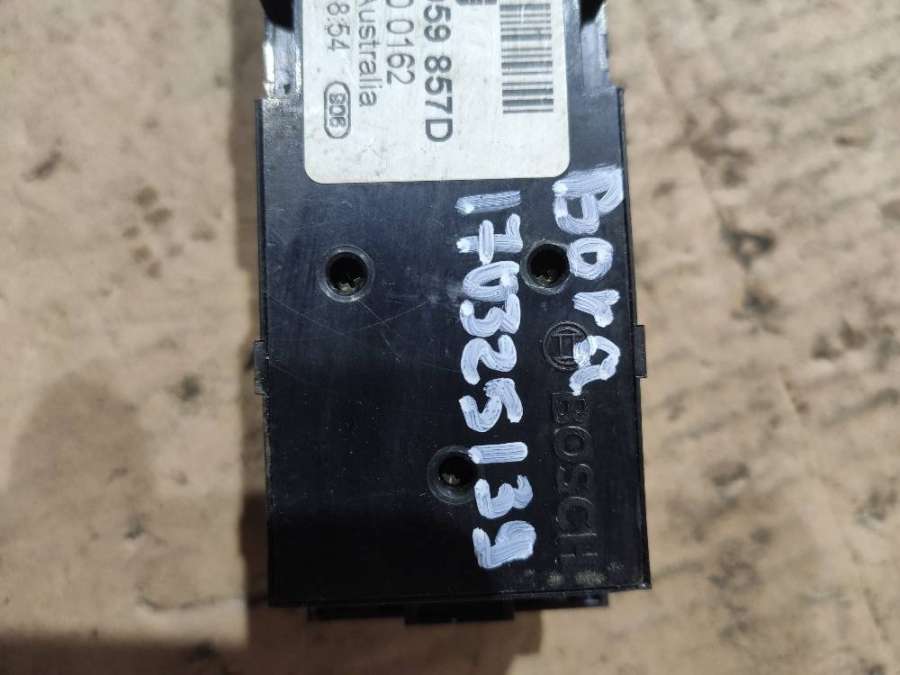 59 857D
0162
Australia
8:54
Bora
170325139
BOSCH